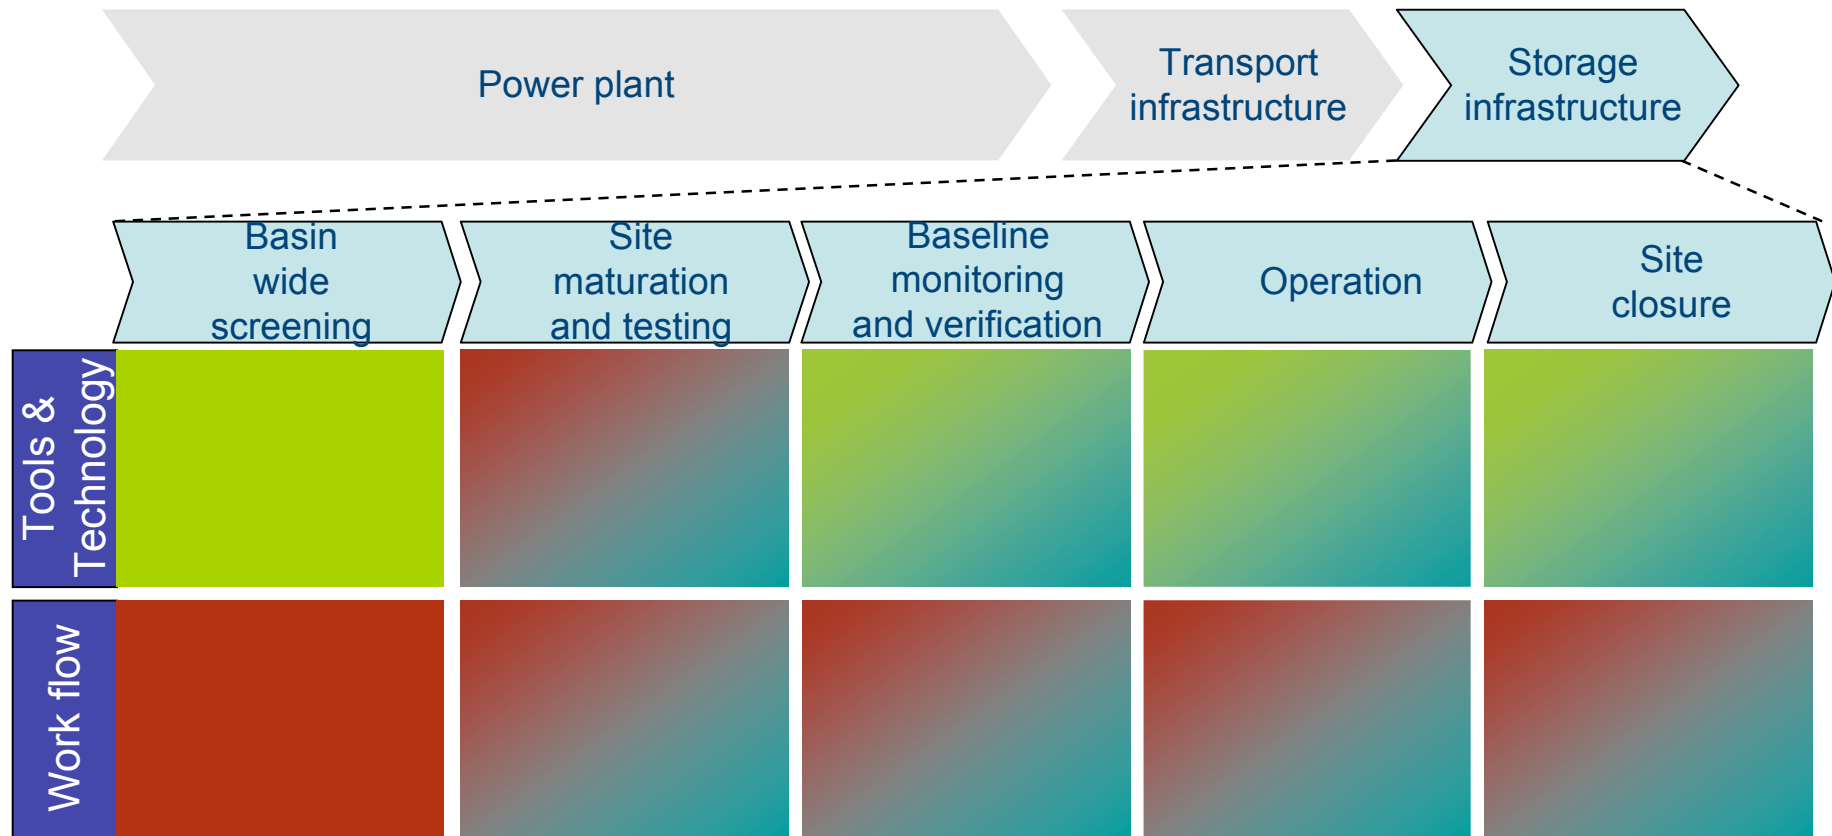 Power plant
Transport
infrastructure
Storage
infrastructure
Basin
wide
screening
Site
maturation
and testing
Baseline
monitoring
and verification
Operation
Site
closure
Tools &
Technology
Work flow